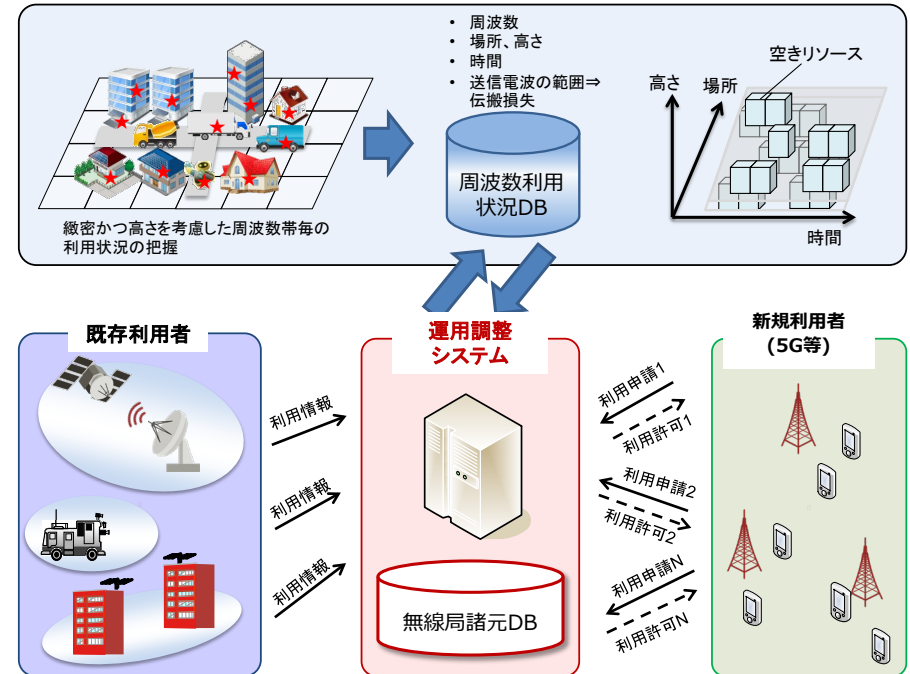 • 周波数
• 場所、高さ
• 時間
• 送信電波の範囲⇒
伝搬損失
周波数利用
状況DB
緻密かつ高さを考慮した周波数帯毎の
利用状況の把握
空きリソース
高さ
場所
時間
既存利用者
利用情報
利用情報
利用情報
運用調整
システム
無線局諸元DB
新規利用者
(5G等)
利用申請1
利用許可1
利用申請2
利用許可2
利用申請N
利用許可N